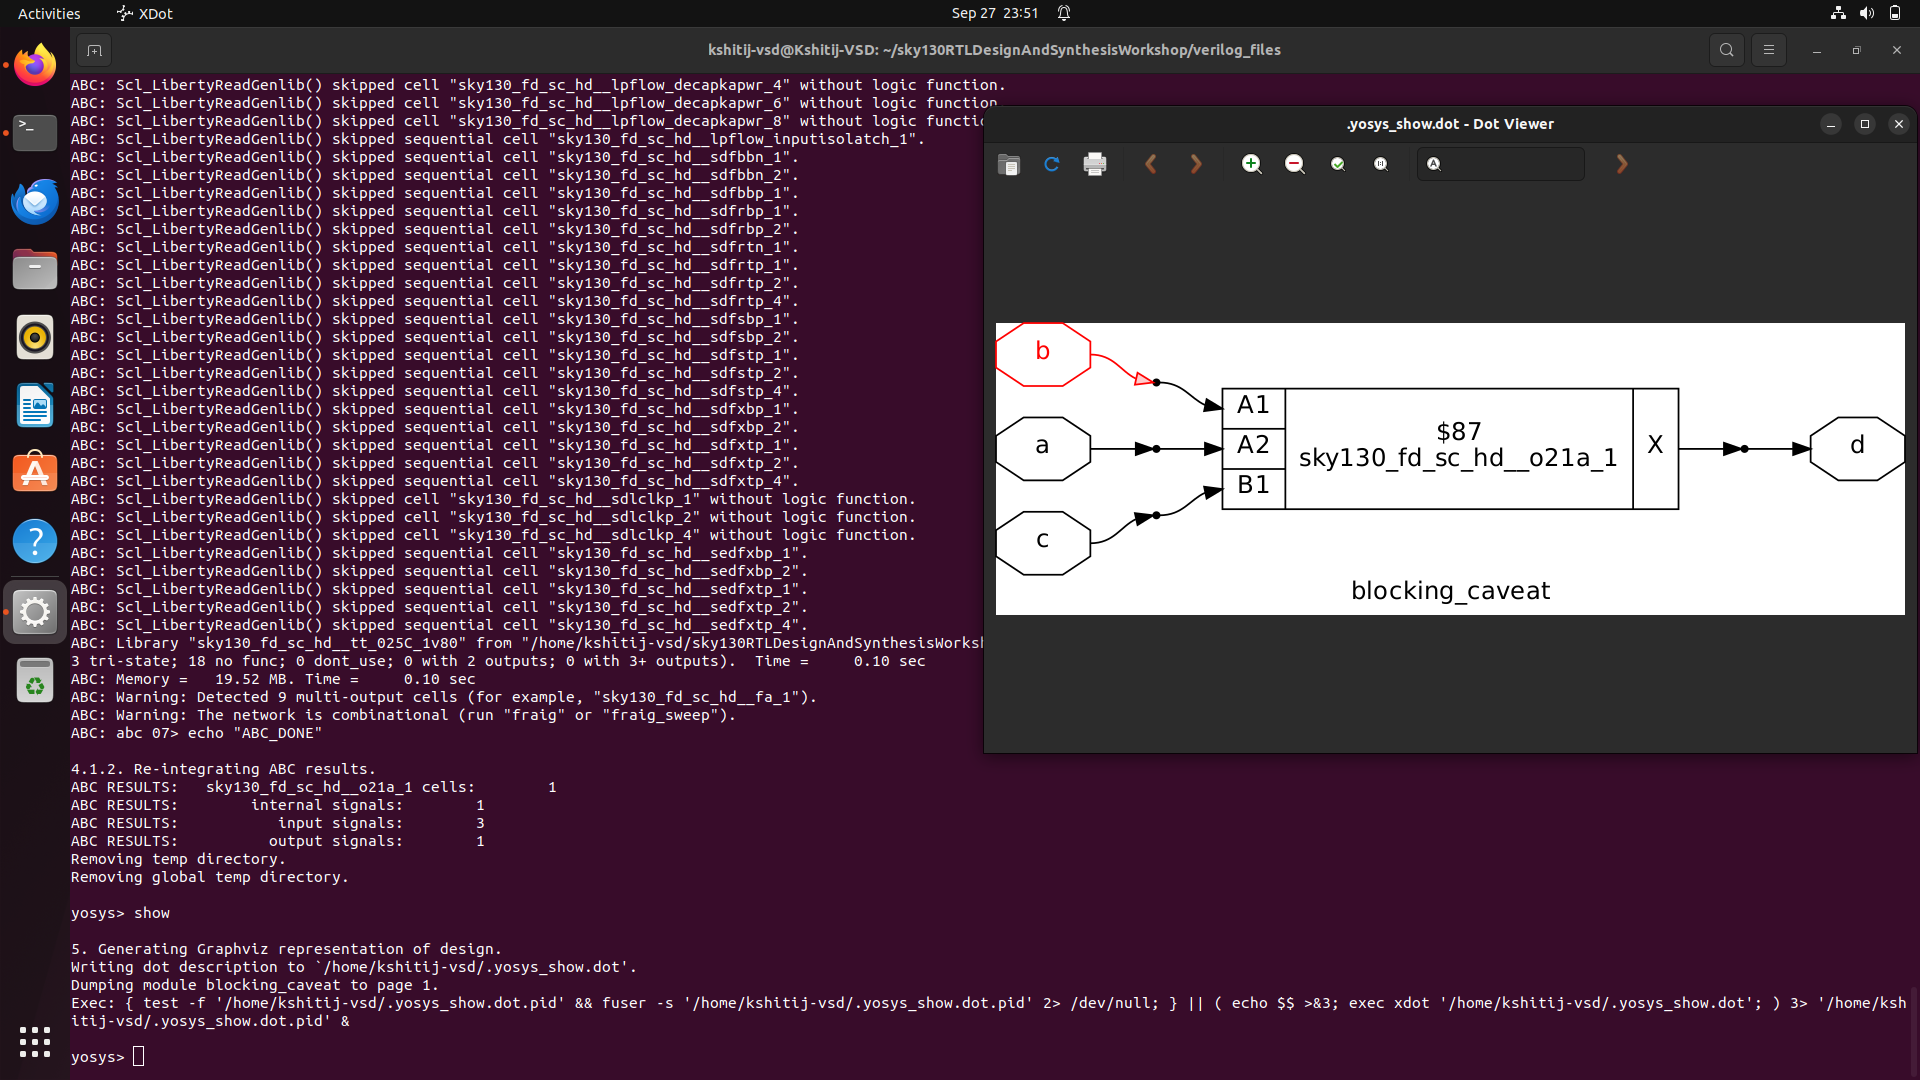 Activities
XDot
Sep 27 23:51
kshitij-vsd@Kshitij-VSD: ~/sky130RTLDesignAndSynthesisWorkshop/verilog_files
ABC: Scl_LibertyReadGenlib() skipped cell "sky130_fd_sc_hd__lpflow_decapkapwr_4" without logic function.
ABC: Scl_LibertyReadGenlib() skipped cell "sky130_fd_sc_hd__lpflow_decapkapwr_6" without logic function
ABC: Scl_LibertyReadGenlib() skipped cell "sky130_fd_sc_hd__lpflow_decapkapwr_8" without logic functi
ABC: Scl_LibertyReadGenlib() skipped sequential cell "sky130_fd_sc_hd__lpflow_inputisolatch_1".
ABC: Scl_LibertyReadGenlib() skipped sequential cell "sky130_fd_sc_hd__sdfbbn_1".
ABC: Scl_LibertyReadGenlib() skipped sequential cell "sky130_fd_sc_hd__sdfbbn_2".
ABC: Scl_LibertyReadGenlib() skipped sequential cell "sky130_fd_sc_hd__sdfbbp_1".
ABC: Scl_LibertyReadGenlib() skipped sequential cell "sky130_fd_sc_hd__sdfrbp_1".
ABC: Scl_LibertyReadGenlib() skipped sequential cell "sky130_fd_sc_hd__sdfrbp_2".
ABC: Scl_LibertyReadGenlib() skipped sequential cell "sky130_fd_sc_hd__sdfrtn_1".
ABC: Scl_LibertyReadGenlib() skipped sequential cell "sky130_fd_sc_hd__sdfrtp_1".
ABC: Scl_LibertyReadGenlib() skipped sequential cell "sky130_fd_sc_hd__sdfrtp_2".
ABC: Scl_LibertyReadGenlib() skipped sequential cell "sky130_fd_sc_hd__sdfrtp_4".
ABC: Scl_LibertyReadGenlib() skipped sequential cell "sky130_fd_sc_hd__sdfsbp_1".
ABC: Scl_LibertyReadGenlib() skipped sequential cell "sky130_fd_sc_hd__sdfsbp_2".
ABC: Scl_LibertyReadGenlib() skipped sequential cell "sky130_fd_sc_hd__sdfstp_1".
ABC: Scl_LibertyReadGenlib() skipped sequential cell "sky130_fd_sc_hd__sdfstp_2".
ABC: Scl_LibertyReadGenlib() skipped sequential cell "sky130_fd_sc_hd__sdfstp_4".
ABC: Scl_LibertyReadGenlib() skipped sequential cell "sky130_fd_sc_hd__sdfxbp_1".
ABC: Scl_LibertyReadGenlib() skipped sequential cell "sky130_fd_sc_hd__sdfxbp_2".
ABC: Scl_LibertyReadGenlib() skipped sequential cell "sky130_fd_sc_hd__sdfxtp_1".
ABC: Scl_LibertyReadGenlib() skipped sequential cell "sky130_fd_sc_hd__sdfxtp_2".
ABC: Scl_LibertyReadGenlib() skipped sequential cell "sky130_fd_sc_hd__sdfxtp_4".
ABC: Scl_LibertyReadGenlib() skipped cell "sky130_fd_sc_hd__sdlclkp_1" without logic function.
ABC: Scl_LibertyReadGenlib() skipped cell "sky130_fd_sc_hd__sdlclkp_2" without logic function.
ABC: Scl_LibertyReadGenlib() skipped cell "sky130_fd_sc_hd__sdlclkp_4" without logic function.
ABC: Scl_LibertyReadGenlib() skipped sequential cell "sky130_fd_sc_hd__sedfxbp_1".
ABC: Scl_LibertyReadGenlib() skipped sequential cell "sky130_fd_sc_hd__sedfxbp_2".
ABC: Scl_LibertyReadGenlib() skipped sequential cell "sky130_fd_sc_hd__sedfxtp_1".
ABC: Scl_LibertyReadGenlib() skipped sequential cell "sky130_fd_sc_hd__sedfxtp_2".
ABC: Scl_LibertyReadGenlib() skipped sequential cell "sky130_fd_sc_hd__sedfxtp_4".
ABC: Library "sky130_fd_sc_hd__tt_025C_1v80" from "/home/kshitij-vsd/sky130RTLDesignAndSynthesisWorksh
3 tri-state; 18 no func; 0 dont_use; 0 with 2 outputs; 0 with 3+ outputs).  Time =     0.10 sec
ABC: Memory =   19.52 MB. Time =     0.10 sec
ABC: Warning: Detected 9 multi-output cells (for example, "sky130_fd_sc_hd__fa_1").
ABC: Warning: The network is combinational (run "fraig" or "fraig_sweep").
ABC: abc 07> echo "ABC_DONE"
4.1.2. Re-integrating ABC results.
ABC RESULTS:   sky130_fd_sc_hd__o21a_1 cells:        1
ABC RESULTS:        internal signals:        1
ABC RESULTS:           input signals:        3
ABC RESULTS:          output signals:        1
Removing temp directory.
Removing global temp directory.
yosys> show
5. Generating Graphviz representation of design.
Writing dot description to `/home/kshitij-vsd/.yosys_show.dot'.
Dumping module blocking_caveat to page 1.
Exec: { test -f '/home/kshitij-vsd/.yosys_show.dot.pid' && fuser -s '/home/kshitij-vsd/.yosys_show.dot.pid' 2> /dev/null; } || ( echo $$ >&3; exec xdot '/home/kshitij-vsd/.yosys_show.dot'; ) 3> '/home/ksh
itij-vsd/.yosys_show.dot.pid' &
yosys>
.yosys_show.dot - Dot Viewer
b
a
c
A1
A2
B1
$87
sky130_fd_sc_hd__o21a_1
X
d
blocking_caveat